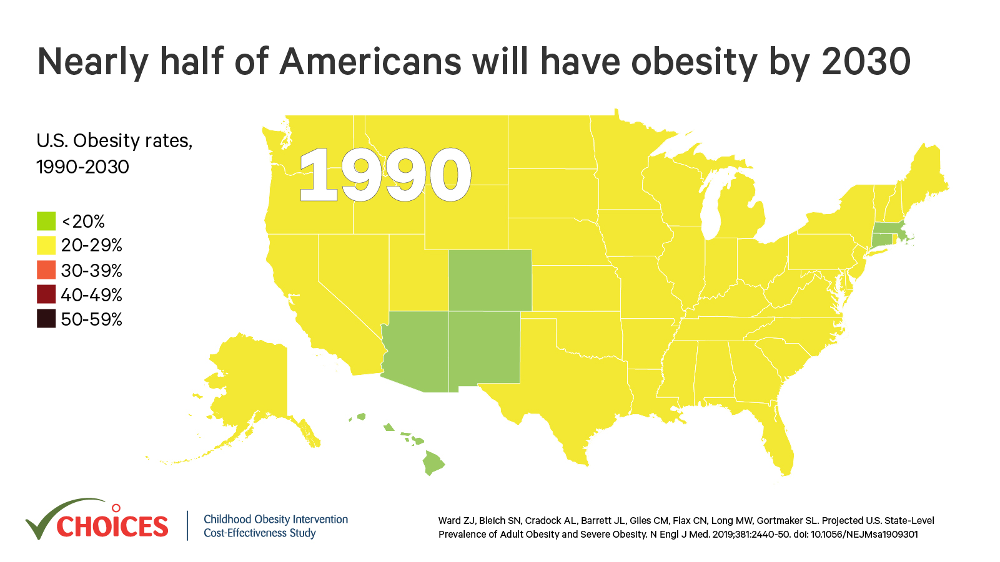 Nearly half of Americans will have obesity by 2030
U.S. Obesity rates,
1990-2030
1990
<20%
20-29%
30-39%
40-49%
50-59%
CHOICES
Childhood Obesity Intervention
Cost-Effectiveness Study
Ward ZJ, Bleich SN, Cradock AL, Barrett JL, Giles CM, Flax CN, Long MW, Gortmaker SL. Projected U.S. State-Level
Prevalence of Adult Obesity and Severe Obesity. N Engl J Med. 2019;381:2440-50. doi: 10.1056/NEJMsa1909301